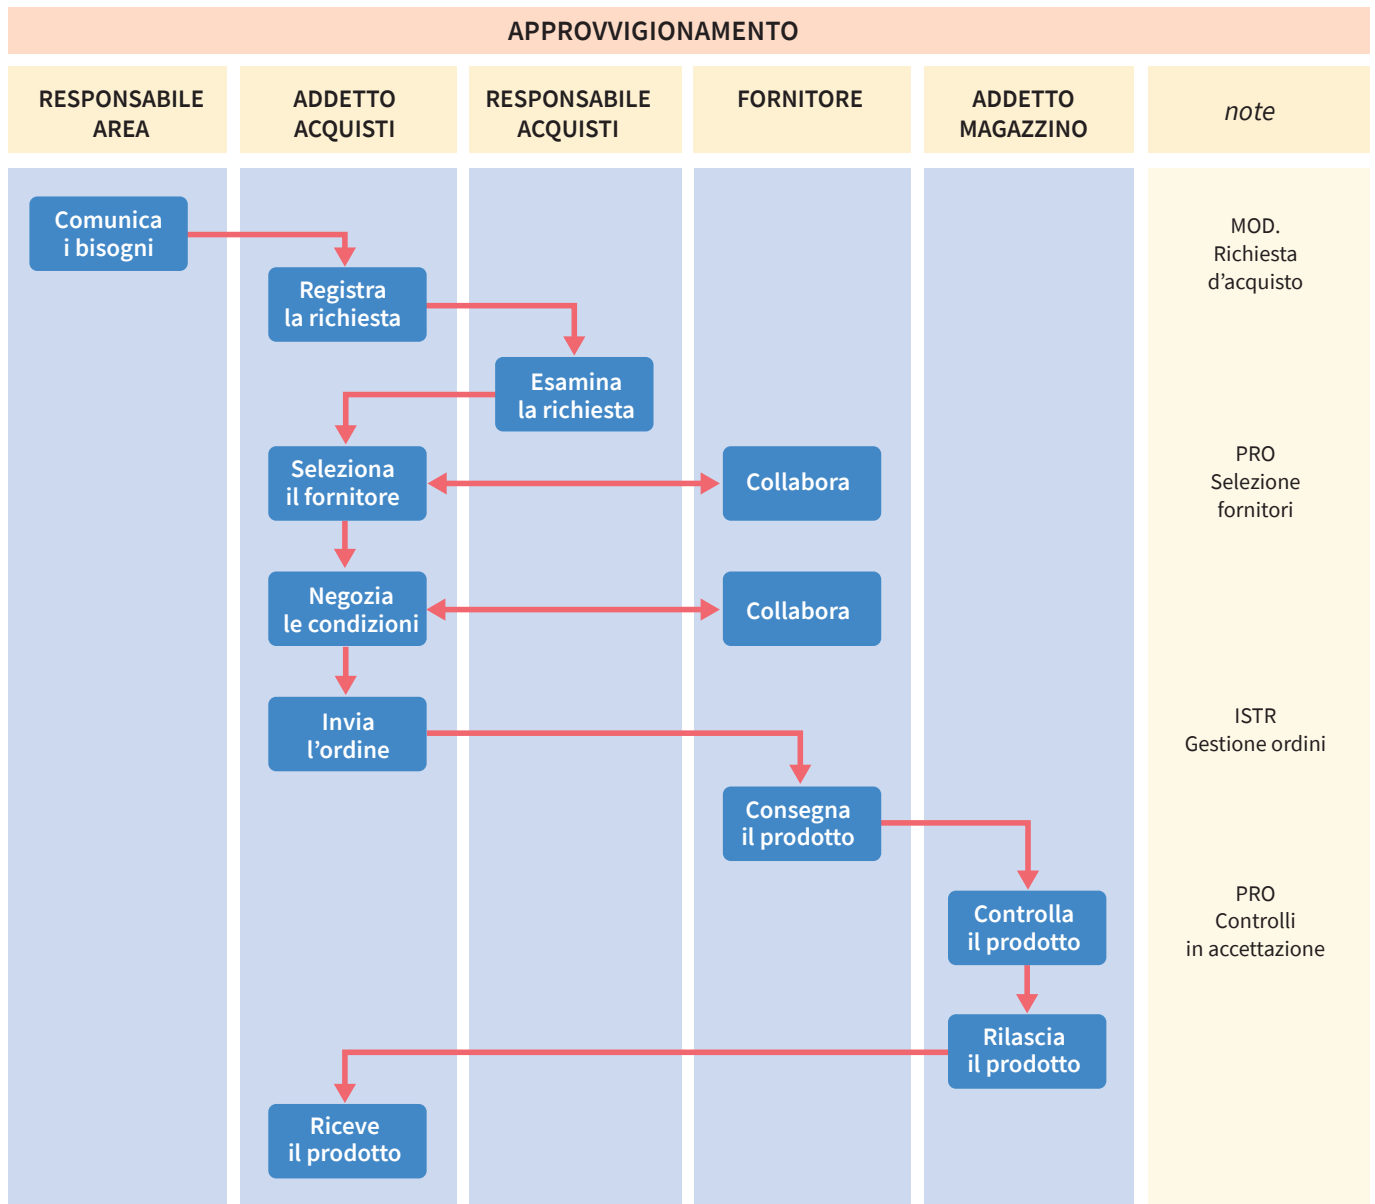 APPROVVIGIONAMENTO
RESPONSABILE
AREA
ADDETTO
ACQUISTI
RESPONSABILE
ACQUISTI
FORNITORE
ADDETTO
MAGAZZINO
note
Comunica
i bisogni
MOD.
Richiesta
d’acquisto
Registra
la richiesta
Esamina
la richiesta
Seleziona
il fornitore
Collabora
PRO
Selezione
fornitori
Negozia
le condizioni
Collabora
Invia
l’ordine
ISTR
Gestione ordini
Consegna
il prodotto
Controlla
il prodotto
PRO
Controlli
in accettazione
Rilascia
il prodotto
Riceve
il prodotto